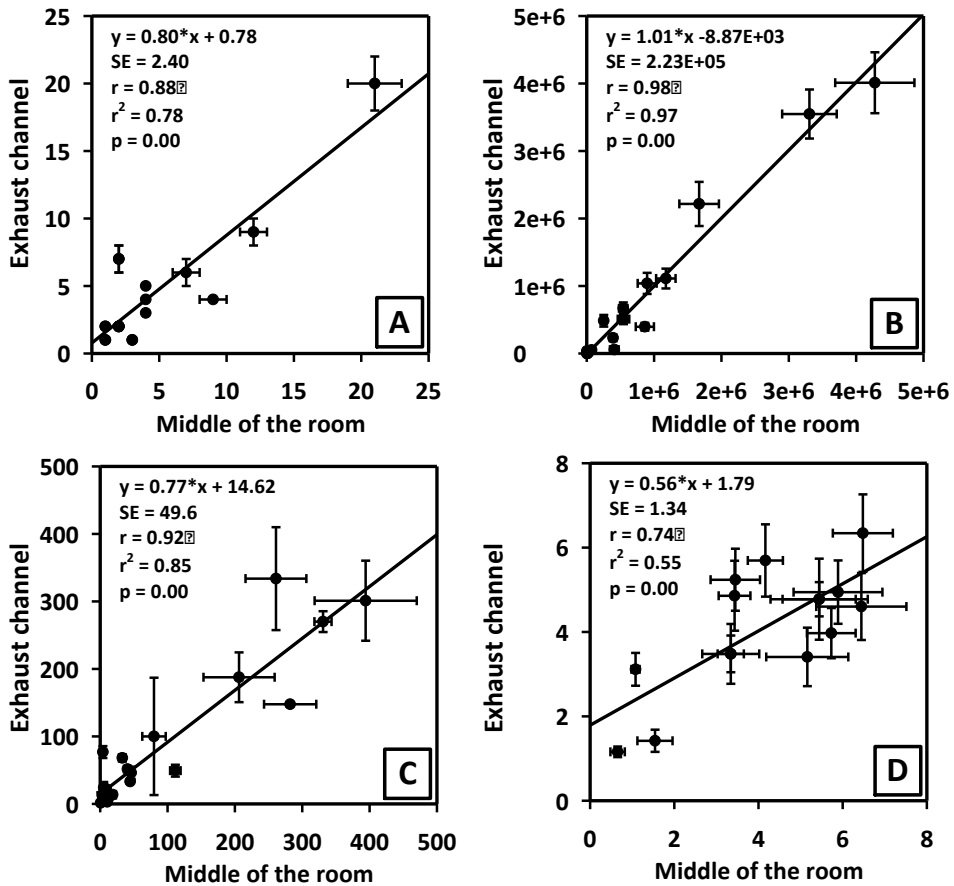 y = 0.80*x + 0.78
SE = 2.40
r = 0.88
r² = 0.78
p = 0.00
25
20
15
10
5
0
Exhaust channel
A
0 5 10 15 20 25
Middle of the room
y = 1.01*x -8.87E+03
SE = 2.23E+05
r = 0.98
r² = 0.97
p = 0.00
5e+6
4e+6
3e+6
2e+6
1e+6
0
Exhaust channel
B
0 1e+6 2e+6 3e+6 4e+6 5e+6
Middle of the room
y = 0.77*x + 14.62
SE = 49.6
r = 0.92
r² = 0.85
p = 0.00
500
400
300
200
100
0
Exhaust channel
C
0 100 200 300 400 500
Middle of the room
y = 0.56*x + 1.79
SE = 1.34
r = 0.74
r² = 0.55
p = 0.00
8
6
4
2
0
Exhaust channel
D
0 2 4 6 8
Middle of the room